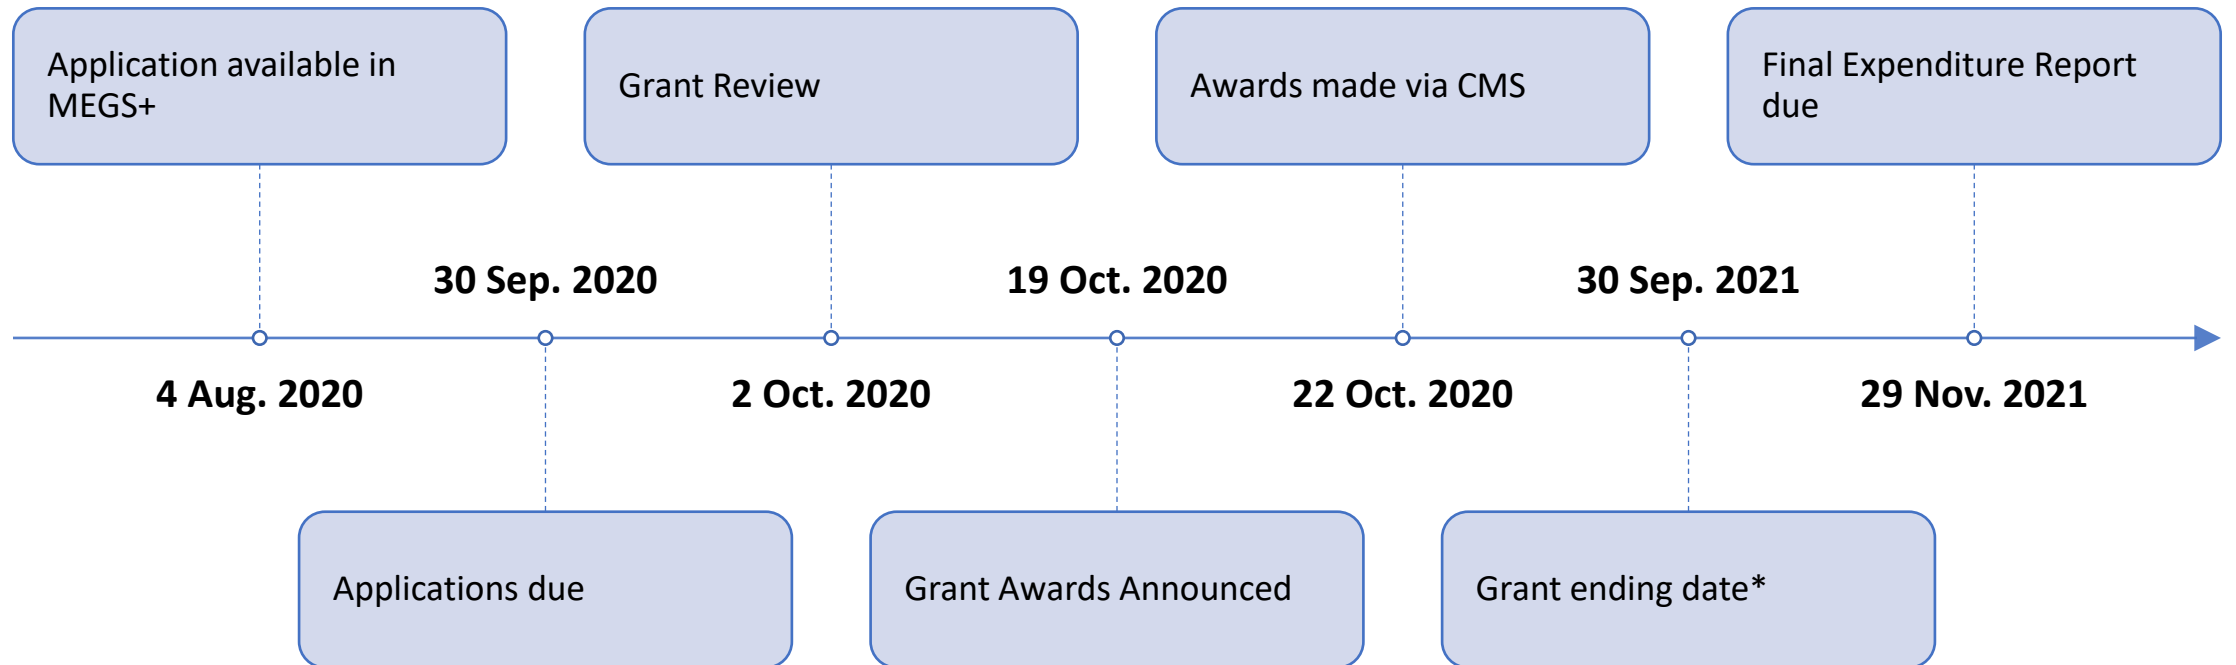 Application available in
MEGS+
Grant Review
Awards made via CMS
Final Expenditure Report
due
30 Sep. 2020
19 Oct. 2020
30 Sep. 2021
4 Aug. 2020
2 Oct. 2020
22 Oct. 2020
29 Nov. 2021
Applications due
Grant Awards Announced
Grant ending date*